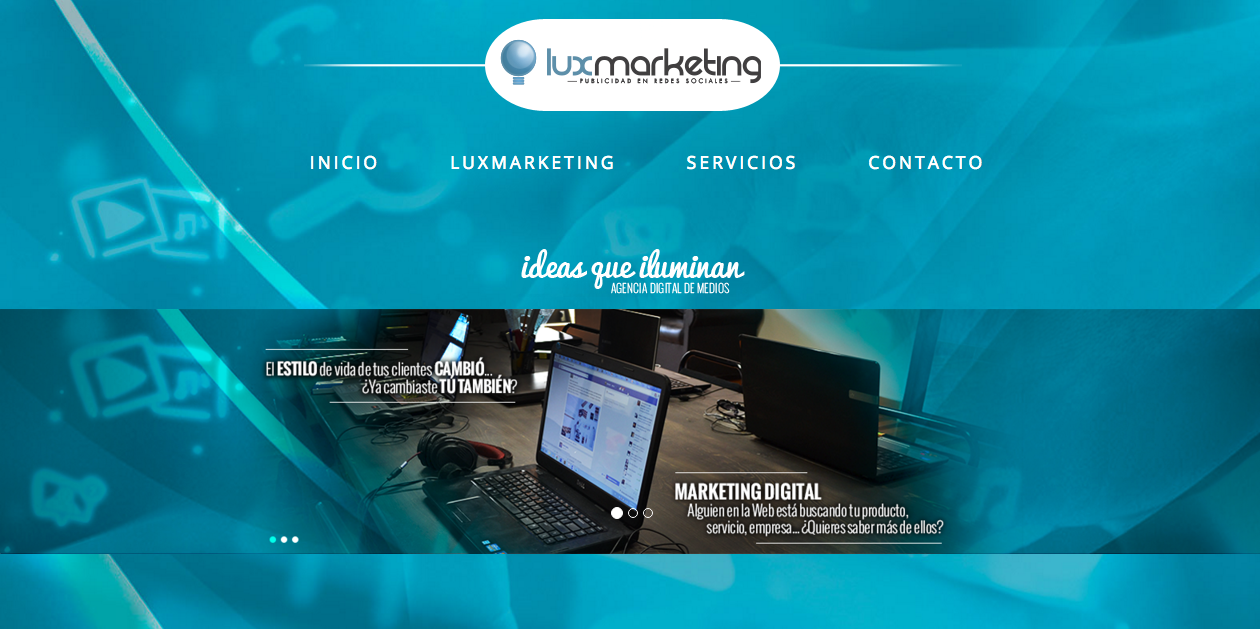 luxmarketing
PUBLICIDAD EN REDES SOCIALES
INICIO LUXMARKETING SERVICIOS CONTACTO
ideas que iluminan
AGENCIA DIGITAL DE MEDIOS
El ESTILO de vida de tus clientes CAMBIÓ...
¿Ya cambiaste TÚ TAMBIÉN?
MARKETING DIGITAL
Alguien en la Web está buscando tu producto,
servicio, empresa... ¿Quieres saber más de ellos?